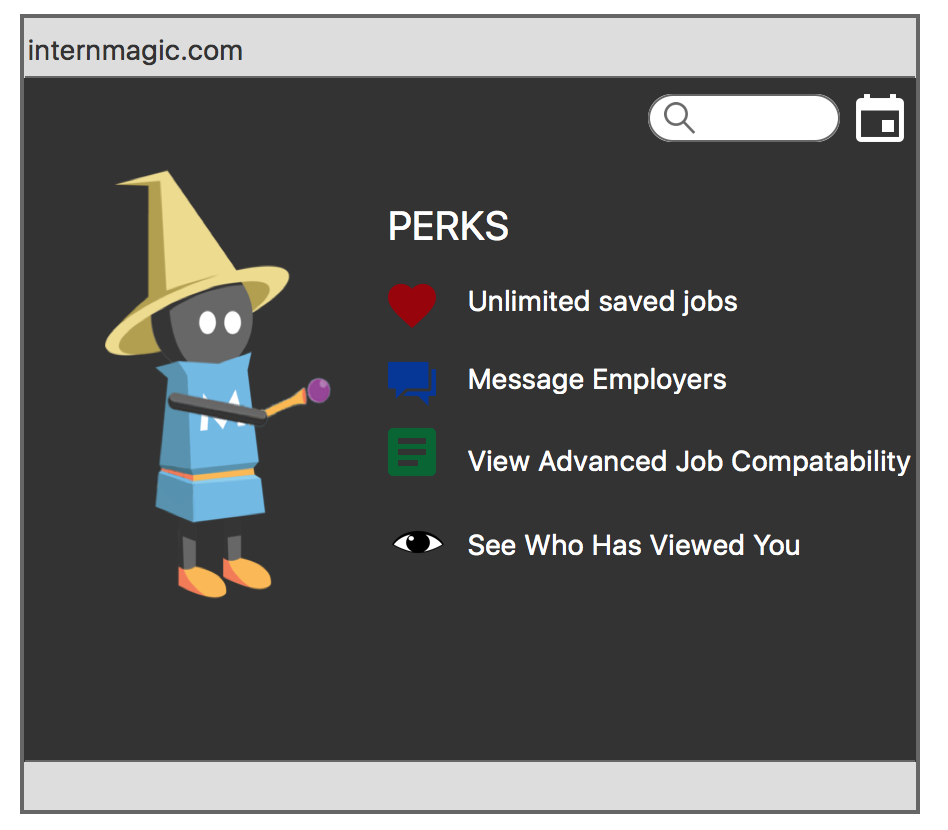 internmagic.com
PERKS
Unlimited saved jobs
Message Employers
M
View Advanced Job Compatability
See Who Has Viewed You